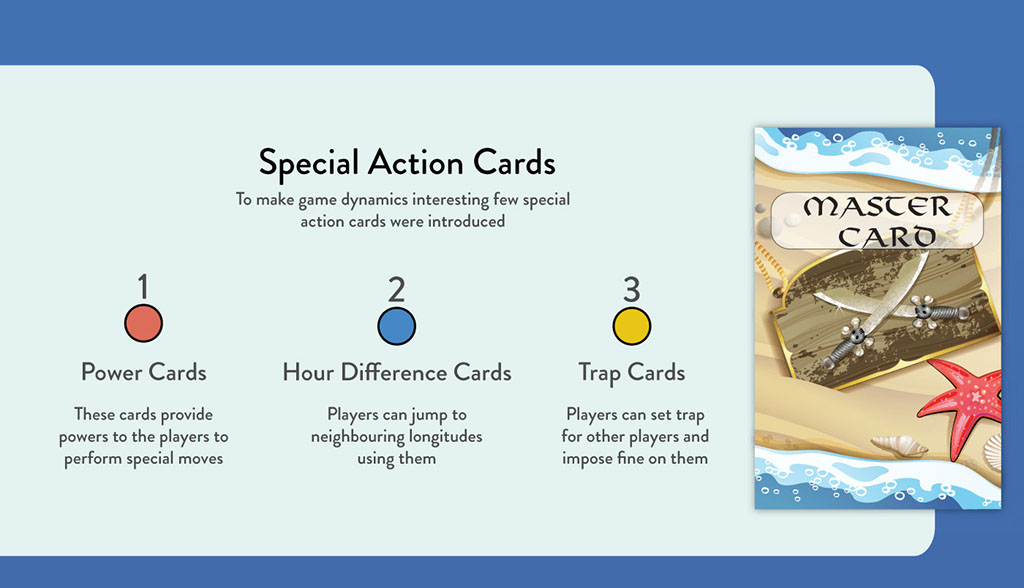 Special Action Cards
To make game dynamics interesting few special
action cards were introduced
1
Power Cards
These cards provide
powers to the players to
perform special moves
2
Hour Difference Cards
Players can jump to
neighbouring longitudes
using them
3
Trap Cards
Players can set trap
for other players and
impose fine on them
MASTER
CARD